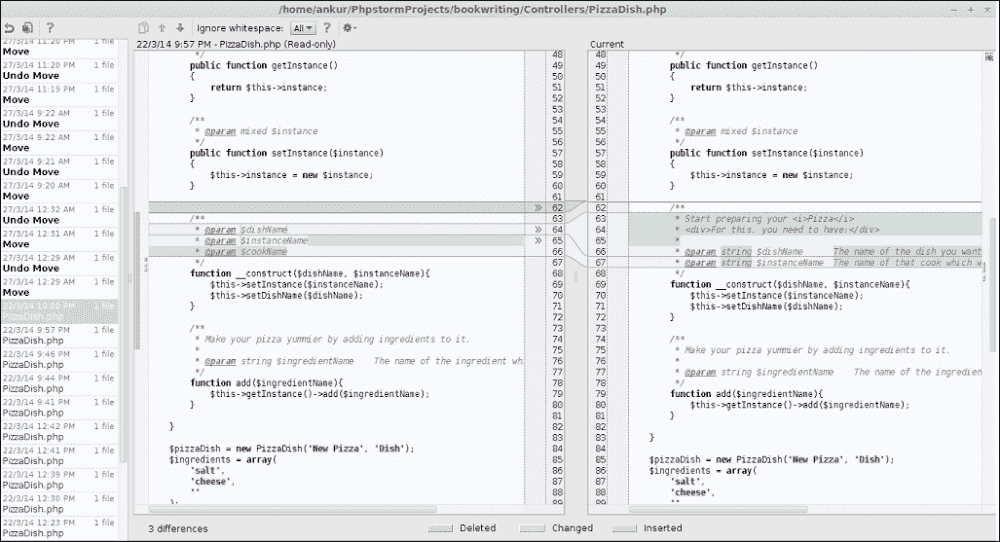 /home/ankur/PhpstormProjects/bookwriting/Controllers/PizzaDish.php
Ignore whitespace: All
27/3/14 11:20 PM 1 file
Move
27/3/14 11:20 PM 1 file
Undo Move
27/3/14 11:19 PM 1 file
Move
27/3/14 9:22 AM 1 file
Undo Move
27/3/14 9:22 AM 1 file
Move
27/3/14 9:21 AM 1 file
Undo Move
27/3/14 9:20 AM 1 file
Move
27/3/14 12:32 AM 1 file
Undo Move
27/3/14 12:31 AM 1 file
Move
27/3/14 12:29 AM 1 file
Undo Move
27/3/14 12:29 AM 1 file
Move
22/3/14 10:00 PM 1 file
PizzaDish.php
22/3/14 9:57 PM 1 file
PizzaDish.php
22/3/14 9:46 PM 1 file
PizzaDish.php
22/3/14 9:44 PM 1 file
PizzaDish.php
22/3/14 9:41 PM 1 file
PizzaDish.php
22/3/14 12:42 PM 1 file
PizzaDish.php
22/3/14 12:41 PM 1 file
PizzaDish.php
22/3/14 12:39 PM 1 file
PizzaDish.php
22/3/14 12:30 PM 1 file
PizzaDish.php
22/3/14 12:23 PM 1 file
PizzaDish.php
22/3/14 9:57 PM - PizzaDish.php (Read-only)
*/ 48
public function getInstance() 49
{ 50
return $this->instance; 51
} 52
53
/** 54
* @param mixed $instance 55
*/ 56
public function setInstance($instance) 57
{ 58
$this->instance = new $instance; 59
} 60
61
62
/** 63
* @param $dishName 64
* @param $instanceName 65
* @param $cookName 66
*/ 67
function __construct($dishName, $instanceName){ 68
$this->setInstance($instanceName); 69
$this->setDishName($dishName); 70
} 71
72
/** 73
* Make your pizza yummier by adding ingredients to it. 74
* 75
* @param string $ingredientName The name of the ingredient wh 76
*/ 77
function add($ingredientName){ 78
$this->getInstance()->add($ingredientName); 79
} 80
81
} 82
83
$pizzaDish = new PizzaDish('New Pizza', 'Dish'); 84
$ingredients = array( 85
'salt', 86
'cheese', 87
'' 88
); 89
Current
48 */
49 public function getInstance()
50 {
51 return $this->instance;
52 }
53
54 /**
55 * @param mixed $instance
56 */
57 public function setInstance($instance)
58 {
59 $this->instance = new $instance;
60 }
61
62 /**
63 * Start preparing your <i>Pizza</i>
64 * <div>For this, you need to have:</div>
65 *
66 * @param string $dishName The name of the dish you want
67 * @param string $instanceName The name of that cook which w
68 */
69 function __construct($dishName, $instanceName){
70 $this->setInstance($instanceName);
71 $this->setDishName($dishName);
72 }
73
74 /**
75 * Make your pizza yummier by adding ingredients to it.
76 *
77 * @param string $ingredientName The name of the ingredien
78 */
79 function add($ingredientName){
80 $this->getInstance()->add($ingredientName);
81 }
82
83 }
84
85 $pizzaDish = new PizzaDish('New Pizza', 'Dish');
86 $ingredients = array(
87 'salt',
88 'cheese',
89 ''
3 differences Deleted Changed Inserted